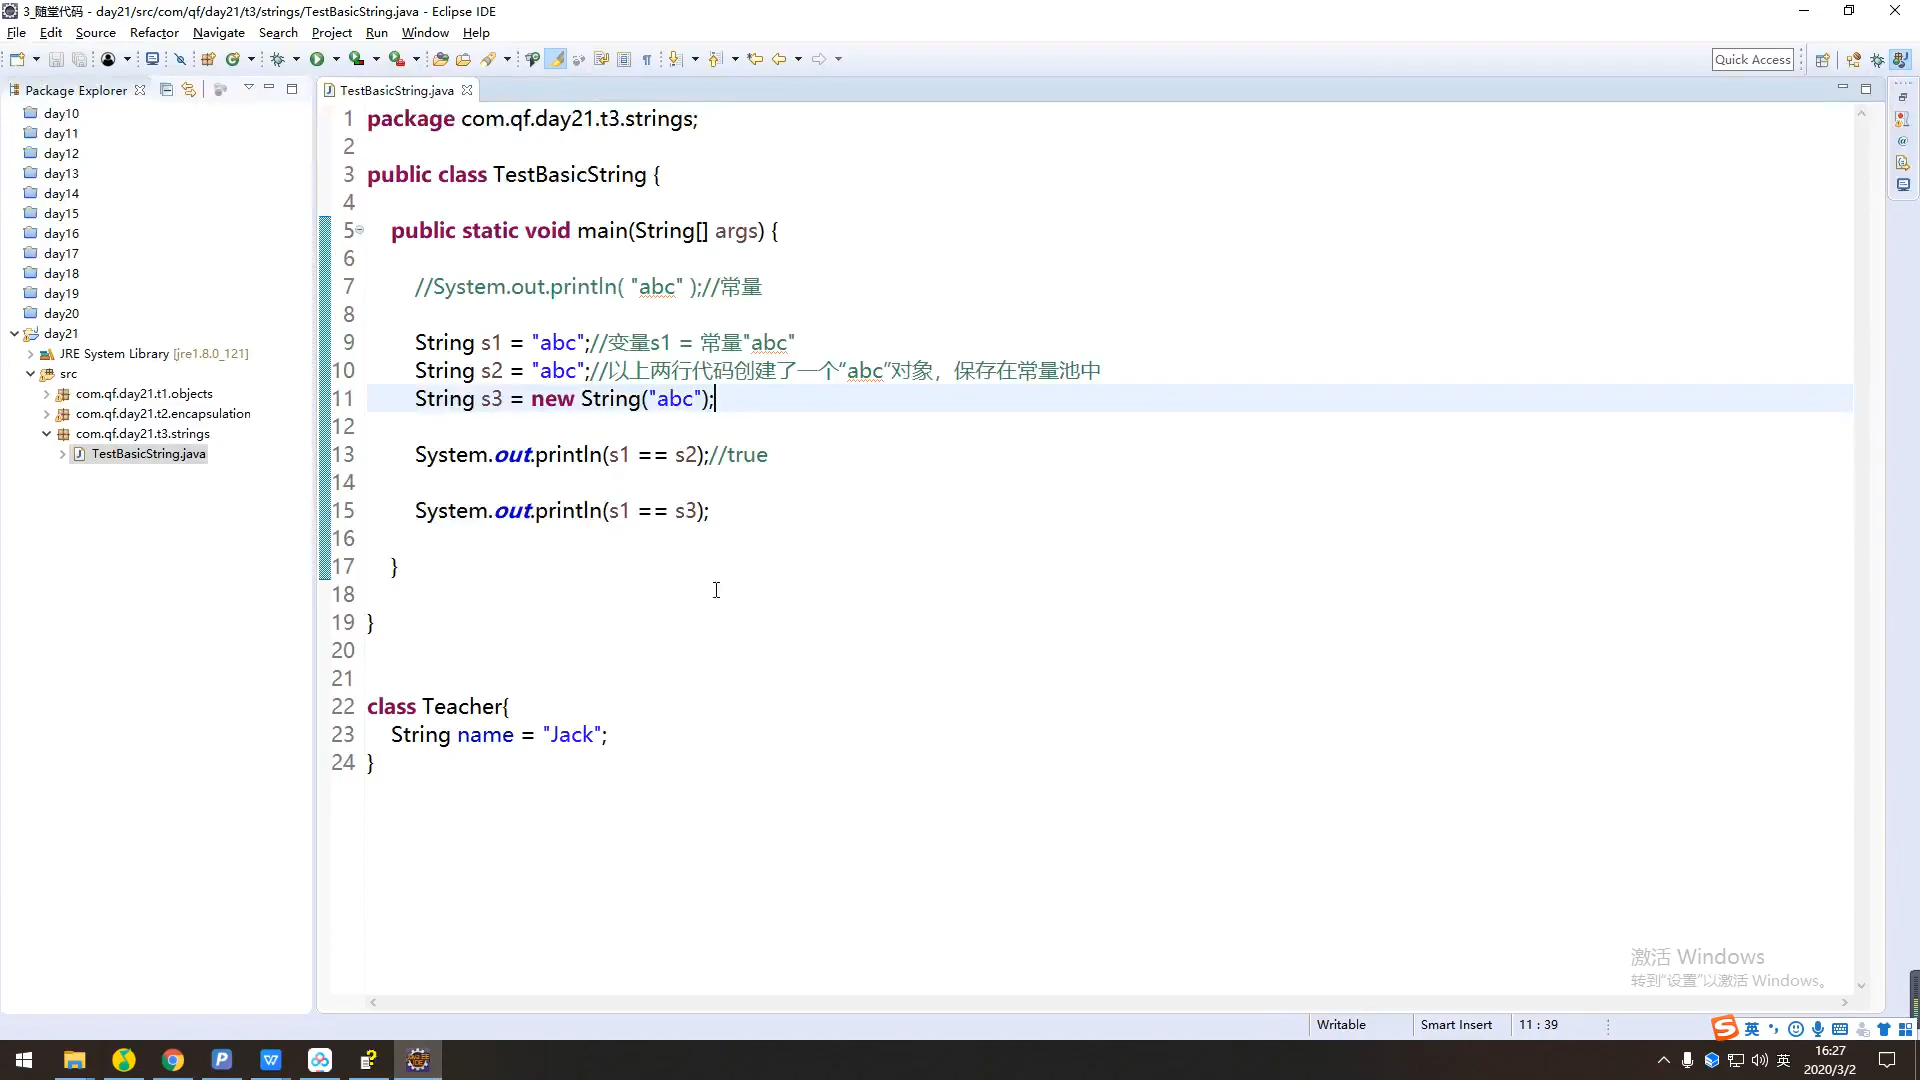 3_随堂代码 - day21/src/com/qf/day21/t3/strings/TestBasicString.java - Eclipse IDE
File Edit Source Refactor Navigate Search Project Run Window Help
Quick Access
Package Explorer
TestBasicString.java
day10
day11
day12
day13
day14
day15
day16
day17
day18
day19
day20
day21
JRE System Library [jre1.8.0_121]
src
com.qf.day21.t1.objects
com.qf.day21.t2.encapsulation
com.qf.day21.t3.strings
TestBasicString.java
1 package com.qf.day21.t3.strings;
2
3 public class TestBasicString {
4
5 public static void main(String[] args) {
6
7 //System.out.println( "abc" );//常量
8
9 String s1 = "abc";//变量s1 = 常量"abc"
10 String s2 = "abc";//以上两行代码创建了一个“abc”对象，保存在常量池中
11 String s3 = new String("abc");
12
13 System.out.println(s1 == s2);//true
14
15 System.out.println(s1 == s3);
16
17 }
18
19 }
20
21
22 class Teacher{
23 String name = "Jack";
24 }
激活 Windows
转到“设置”以激活 Windows。
Writable Smart Insert 11 : 39
英
英
16:27
2020/3/2